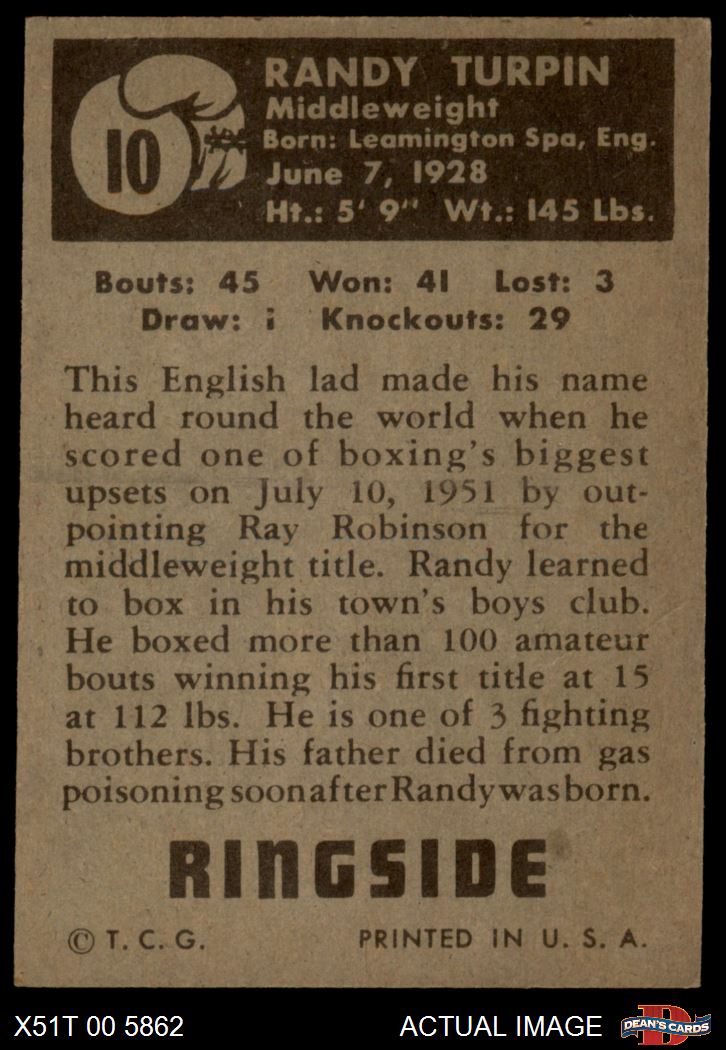 10
RANDY TURPIN
Middleweight
Born: Leamington Spa, Eng.
June 7, 1928
Ht.: 5' 9" Wt.: 145 Lbs.
Bouts: 45 Won: 41 Lost: 3
Draw: i Knockouts: 29
This English lad made his name
heard round the world when he
scored one of boxing's biggest
upsets on July 10, 1951 by out-
pointing Ray Robinson for the
middleweight title. Randy learned
to box in his town's boys club.
He boxed more than 100 amateur
bouts winning his first title at 15
at 112 lbs. He is one of 3 fighting
brothers. His father died from gas
poisoning soon after Randy was born.
RINGSIDE
© T. C. G. PRINTED IN U. S. A.
X51T 00 5862 ACTUAL IMAGE D DEAN'S CARDS